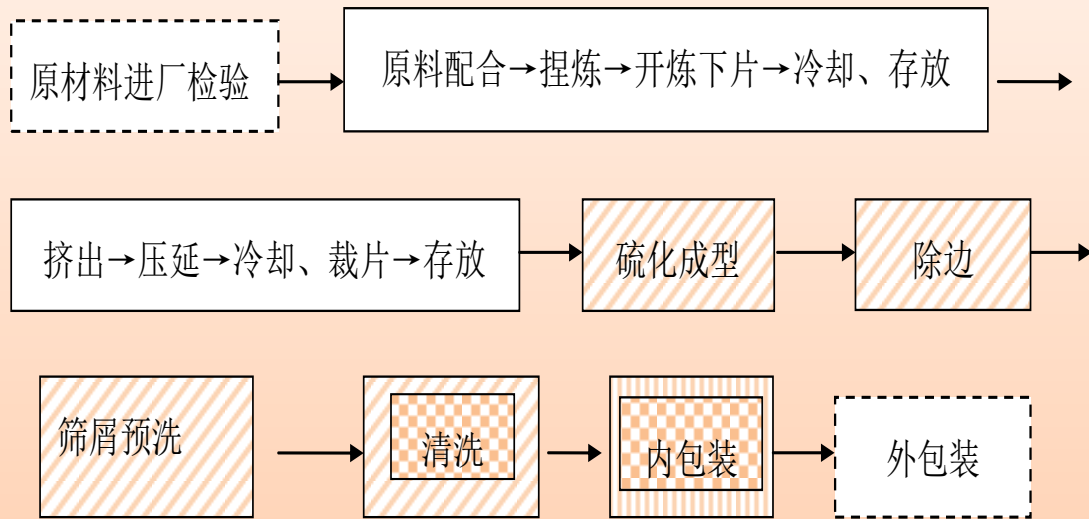 原材料进厂检验
原料配合→捏炼→开炼下片→冷却、存放
挤出→压延→冷却、裁片→存放
硫化成型
除边
筛屑预洗
清洗
内包装
外包装